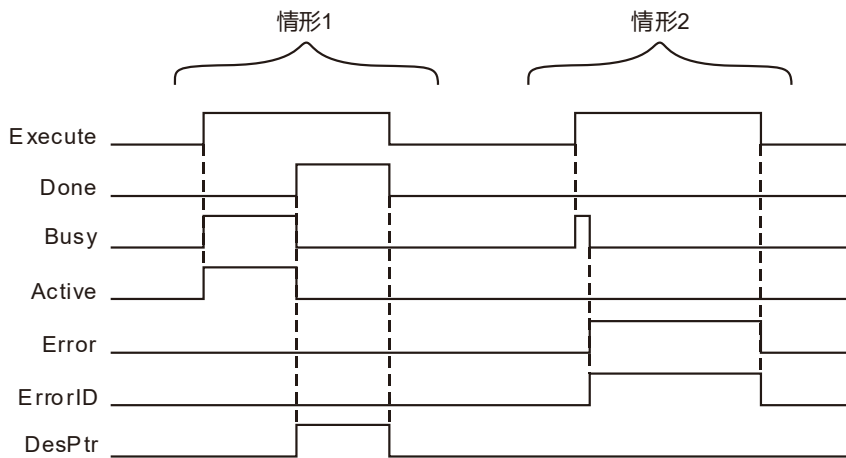 情形1
情形2
Execute
Done
Busy
Active
Error
ErrorID
DesPtr